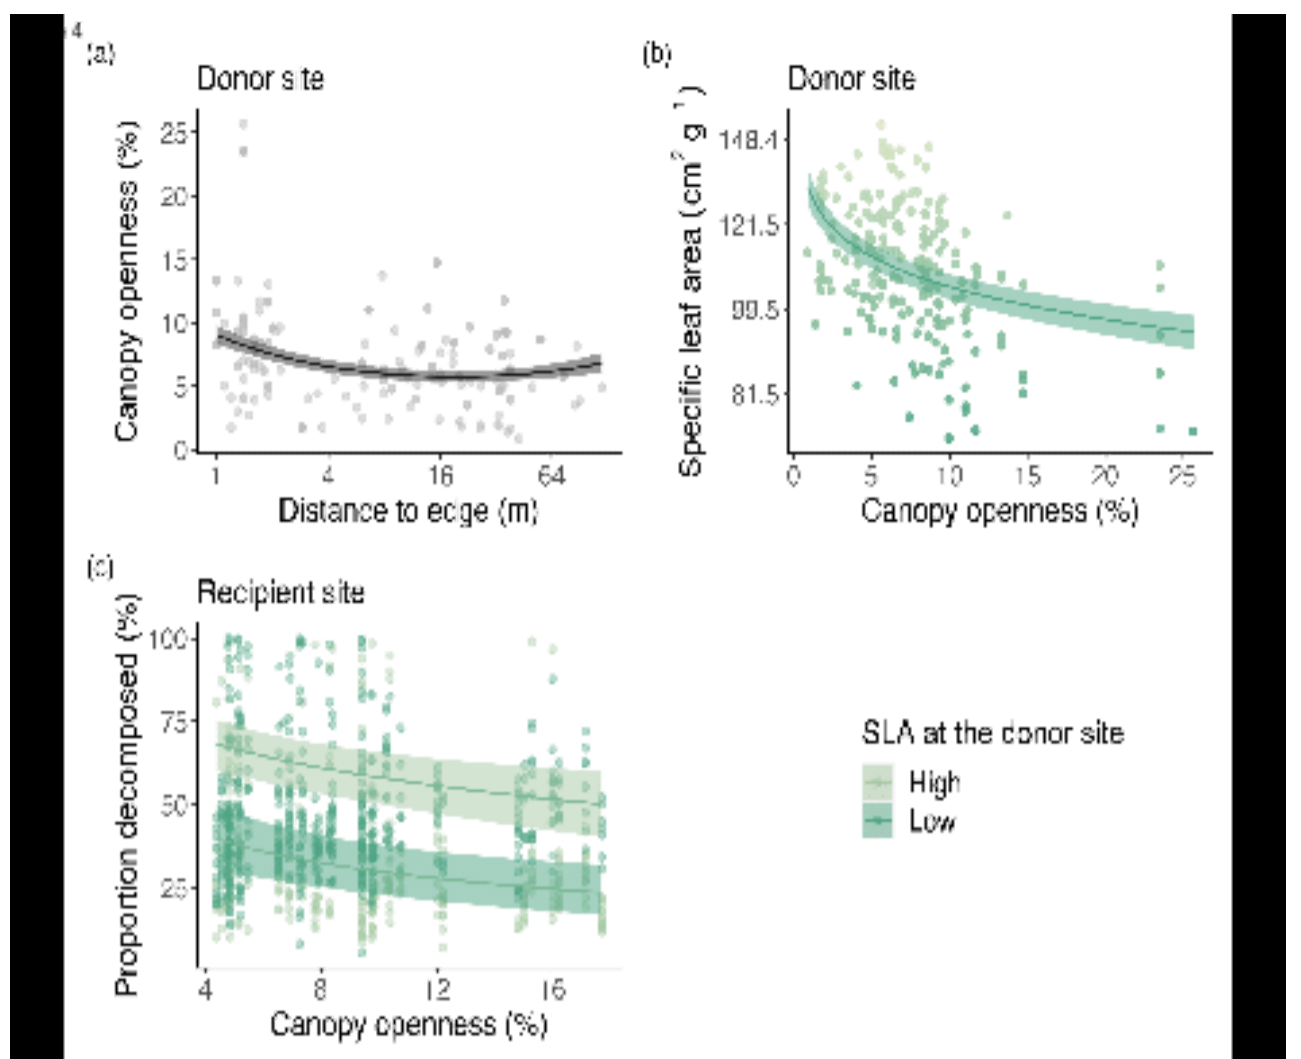 4
(a)
Donor site
Canopy openness (%)
25
20
15
10
5
0
1 4 16 64
Distance to edge (m)
(b)
Donor site
Specific leaf area (cm² g⁻¹)
148.4
121.5
99.5
81.5
0 5 10 15 20 25
Canopy openness (%)
(c)
Recipient site
Proportion decomposed (%)
100
75
50
25
4 8 12 16
Canopy openness (%)
SLA at the donor site
High
Low